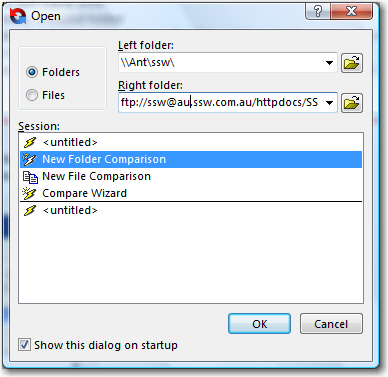 Open
Left folder:
\\Ant\ssw\
Folders
Files
Right folder:
ftp://ssw@au.ssw.com.au/httpdocs/SS
Session:
<untitled>
New Folder Comparison
New File Comparison
Compare Wizard
<untitled>
OK Cancel
Show this dialog on startup